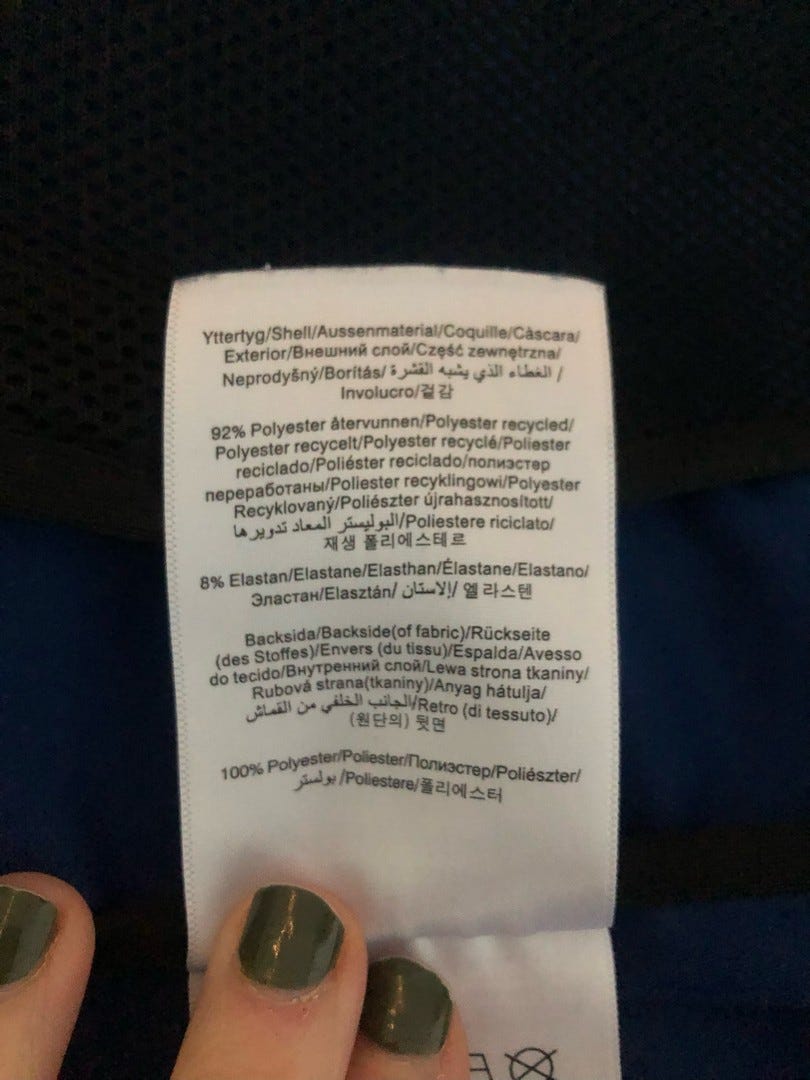 Yttertyg/Shell/Aussenmaterial/Coquille/Càscara/
Exterior/Внешний слой/Część zewnętrzna/
Neprodyšný/Borítás/ الغطاء الذي يشبه القشرة /
Involucro/겉감
92% Polyester återvunnen/Polyester recycled/
Polyester recycelt/Polyester recyclé/Poliester
reciclado/Poliéster reciclado/полиэстер
переработаны/Poliester recyklingowi/Polyester
Recyklovaný/Poliészter újrahasznosított/
البوليستر المعاد تدويرها/Poliestere riciclato/
재생 폴리에스테르
8% Elastan/Elastane/Elasthan/Élastane/Elastano/
Эластан/Elasztán/ إلاستان/ 엘라스텐
Backsida/Backside(of fabric)/Rückseite
(des Stoffes)/Envers (du tissu)/Espalda/Avesso
do tecido/Внутренний слой/Lewa strona tkaniny/
Rubová strana(tkaniny)/Anyag hátulja/
الجانب الخلفي من القماش/Retro (di tessuto)/
(원단의) 뒷면
100% Polyester/Poliester/Полиэстер/Poliészter/
بولستر /Poliestere/폴리에스터